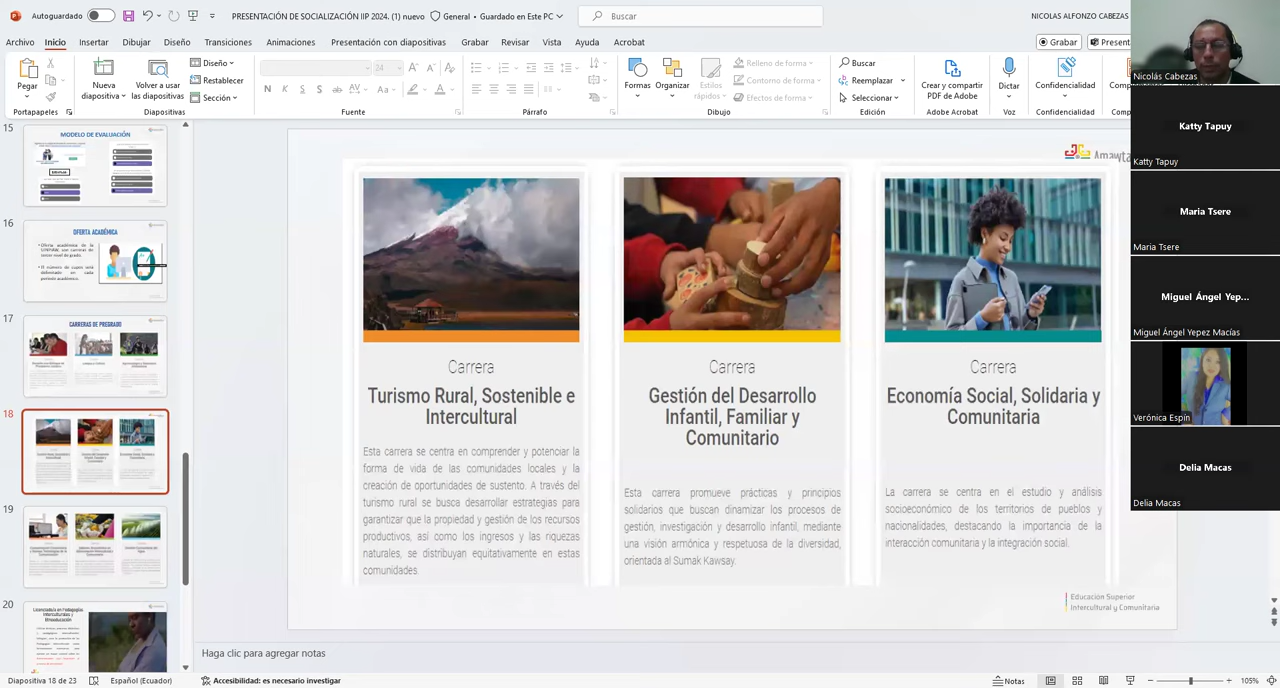 Autoguardado
PRESENTACIÓN DE SOCIALIZACIÓN IIP 2024. (1) nuevo
General • Guardado en Este PC
Buscar
NICOLAS ALFONZO CABEZAS
Archivo Inicio Insertar Dibujar Diseño Transiciones Animaciones Presentación con diapositivas Grabar Revisar Vista Ayuda Acrobat
Grabar
Present
Pegar
Nueva
diapositiva
Volver a usar
las diapositivas
Diseño
Restablecer
Sección
24
N K S S ab AV Aa
Formas
Organizar
Estilos
rápidos
Relleno de forma
Contorno de forma
Efectos de forma
Buscar
Reemplazar
Seleccionar
Crear y compartir
PDF de Adobe
Dictar
Confidencialidad
Comp
Compl
Portapapeles
Diapositivas
Fuente
Párrafo
Dibujo
Edición
Adobe Acrobat
Voz
Confidencialidad
15
MODELO DE EVALUACIÓN
16
OFERTA ACADÉMICA
17
CARRERAS DE PREGRADO
18
19
20
Amawta
Carrera
Turismo Rural, Sostenible e
Intercultural
Esta carrera se centra en comprender y aprovechar la
forma de vida de las comunidades locales y la
creación de oportunidades de sustento. A través del
turismo rural se busca desarrollar estrategias para
garantizar que la propiedad y gestión de los recursos
productivos, así como los ingresos y las riquezas
naturales, se distribuyan equitativamente en estas
comunidades.
Carrera
Gestión del Desarrollo
Infantil, Familiar y
Comunitario
Esta carrera promueve prácticas y principios
solidarios que buscan dinamizar los procesos de
gestión, investigación y desarrollo infantil, mediante
una visión armónica y respetuosa de la diversidad,
orientada al Sumak Kawsay.
Carrera
Economía Social, Solidaria y
Comunitaria
La carrera se centra en el estudio y análisis
socioeconómico de los territorios de pueblos y
nacionalidades, destacando la importancia de la
interacción comunitaria y la integración social.
Educación Superior
Intercultural y Comunitaria
Haga clic para agregar notas
Diapositiva 18 de 23
Español (Ecuador)
Accesibilidad: es necesario investigar
Notas
105%
Nicolás Cabezas
Katty Tapuy
Katty Tapuy
Maria Tsere
Maria Tsere
Miguel Ángel Yep...
Miguel Ángel Yepez Macías
Verónica Espín
Delia Macas
Delia Macas